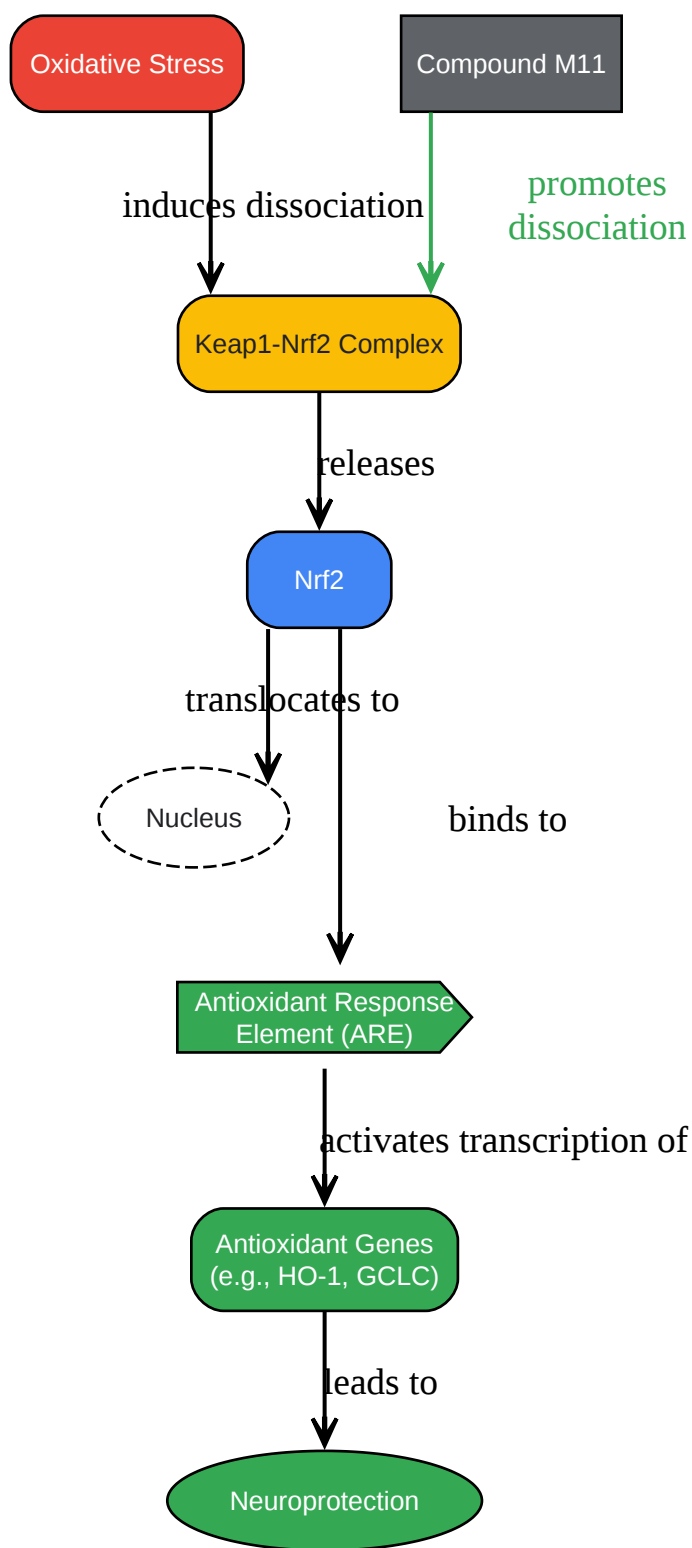 Oxidative Stress
Compound M11
induces dissociation
promotes
dissociation
Keap1-Nrf2 Complex
releases
Nrf2
translocates to
Nucleus
binds to
Antioxidant Response
Element (ARE)
activates transcription of
Antioxidant Genes
(e.g., HO-1, GCLC)
leads to
Neuroprotection